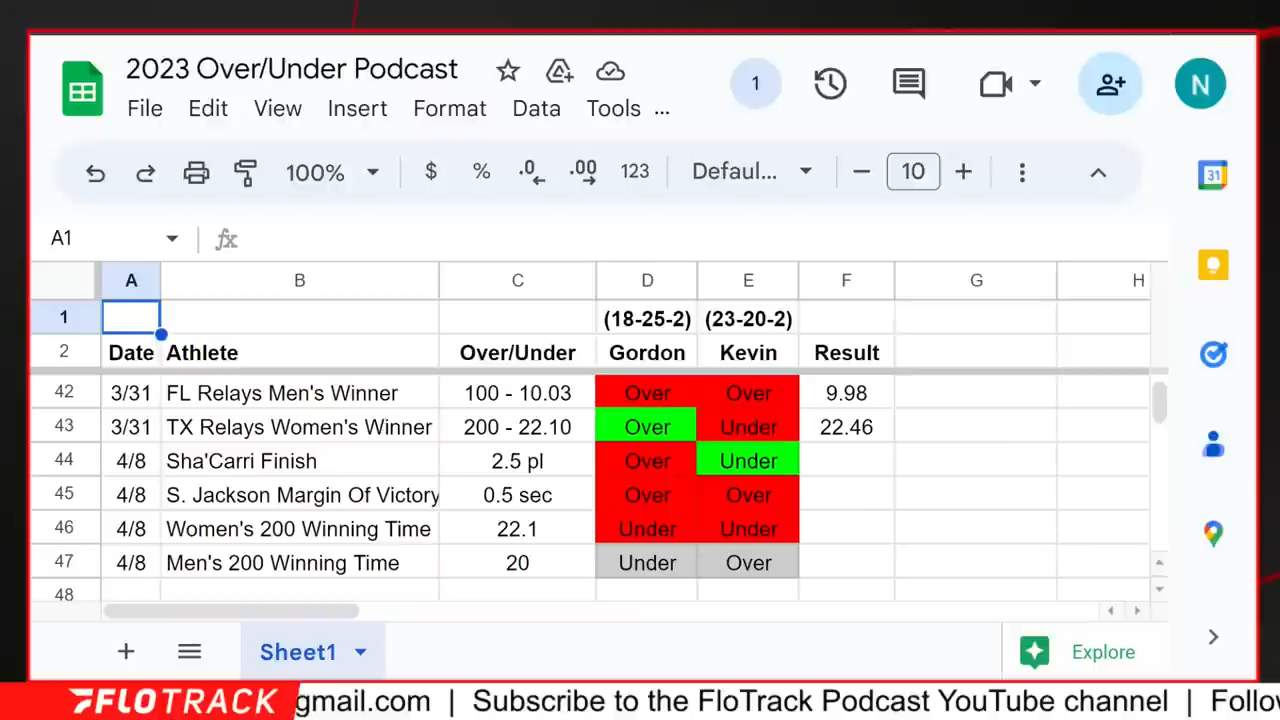 2023 Over/Under Podcast
File Edit View Insert Format Data Tools ...
1
N
100% $ % .0 .00 123 Defaul... 10
31
A1 fx
A B C D E F G H
1 (18-25-2) (23-20-2)
2 Date Athlete Over/Under Gordon Kevin Result
42 3/31 FL Relays Men's Winner 100 - 10.03 Over Over 9.98
43 3/31 TX Relays Women's Winner 200 - 22.10 Over Under 22.46
44 4/8 Sha'Carri Finish 2.5 pl Over Under
45 4/8 S. Jackson Margin Of Victory 0.5 sec Over Over
46 4/8 Women's 200 Winning Time 22.1 Under Under
47 4/8 Men's 200 Winning Time 20 Under Over
48
Sheet1 Explore
FLOTRACK gmail.com | Subscribe to the FloTrack Podcast YouTube channel | Follo